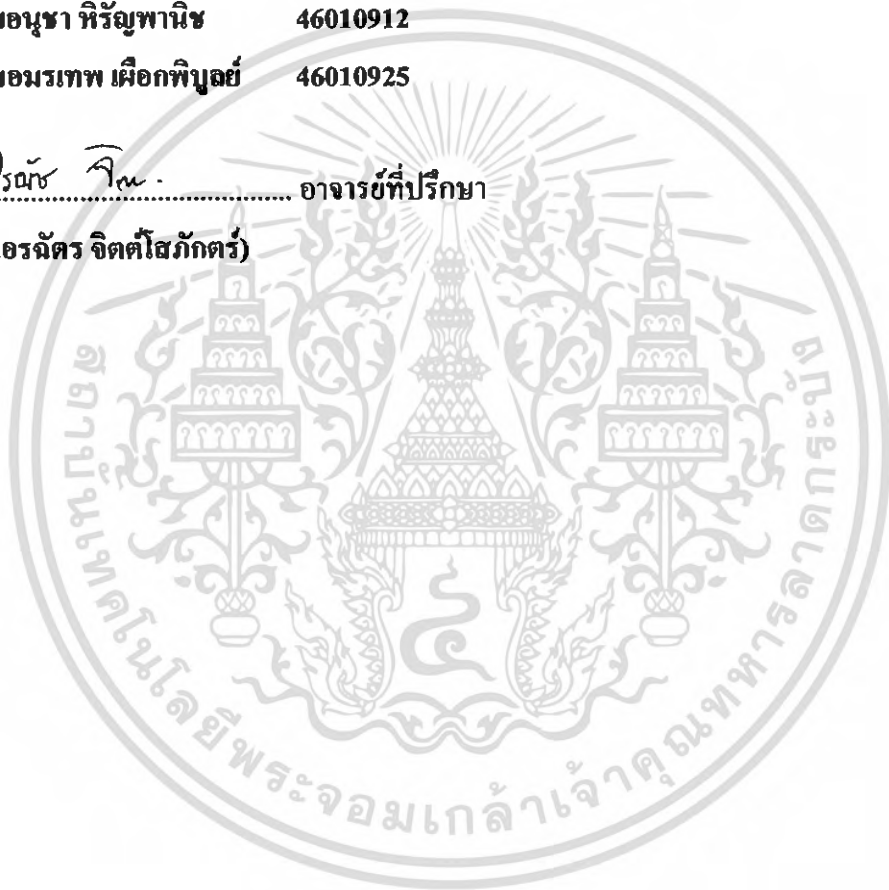 ยอนุชา หิรัญพานิช 46010912
ยอมรเทพ เผือกพิบูลย์ 46010925
อาจารย์ที่ปรึกษา
อรฉัตร จิตต์โสภักตร์)
สถาบันเทคโนโลยีพระจอมเกล้าเจ้าคุณทหารลาดกระบัง
๔